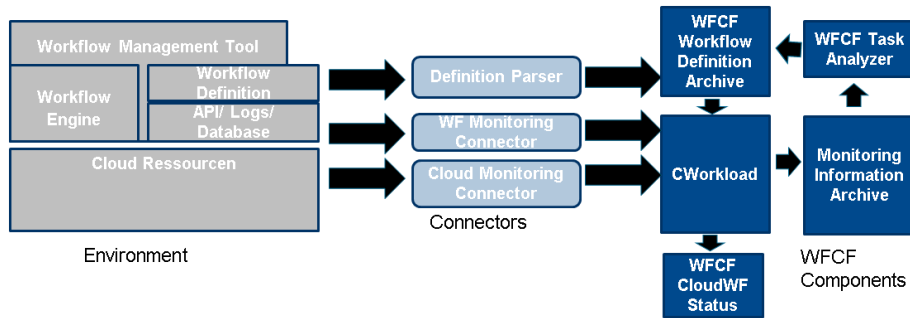 Workflow Management Tool
Workflow
Engine
Workflow
Definition
API/ Logs/
Database
Cloud Ressourcen
Environment
Definition Parser
WF Monitoring
Connector
Cloud Monitoring
Connector
Connectors
WFCF
Workflow
Definition
Archive
WFCF Task
Analyzer
CWorkload
Monitoring
Information
Archive
WFCF
CloudWF
Status
WFCF
Components